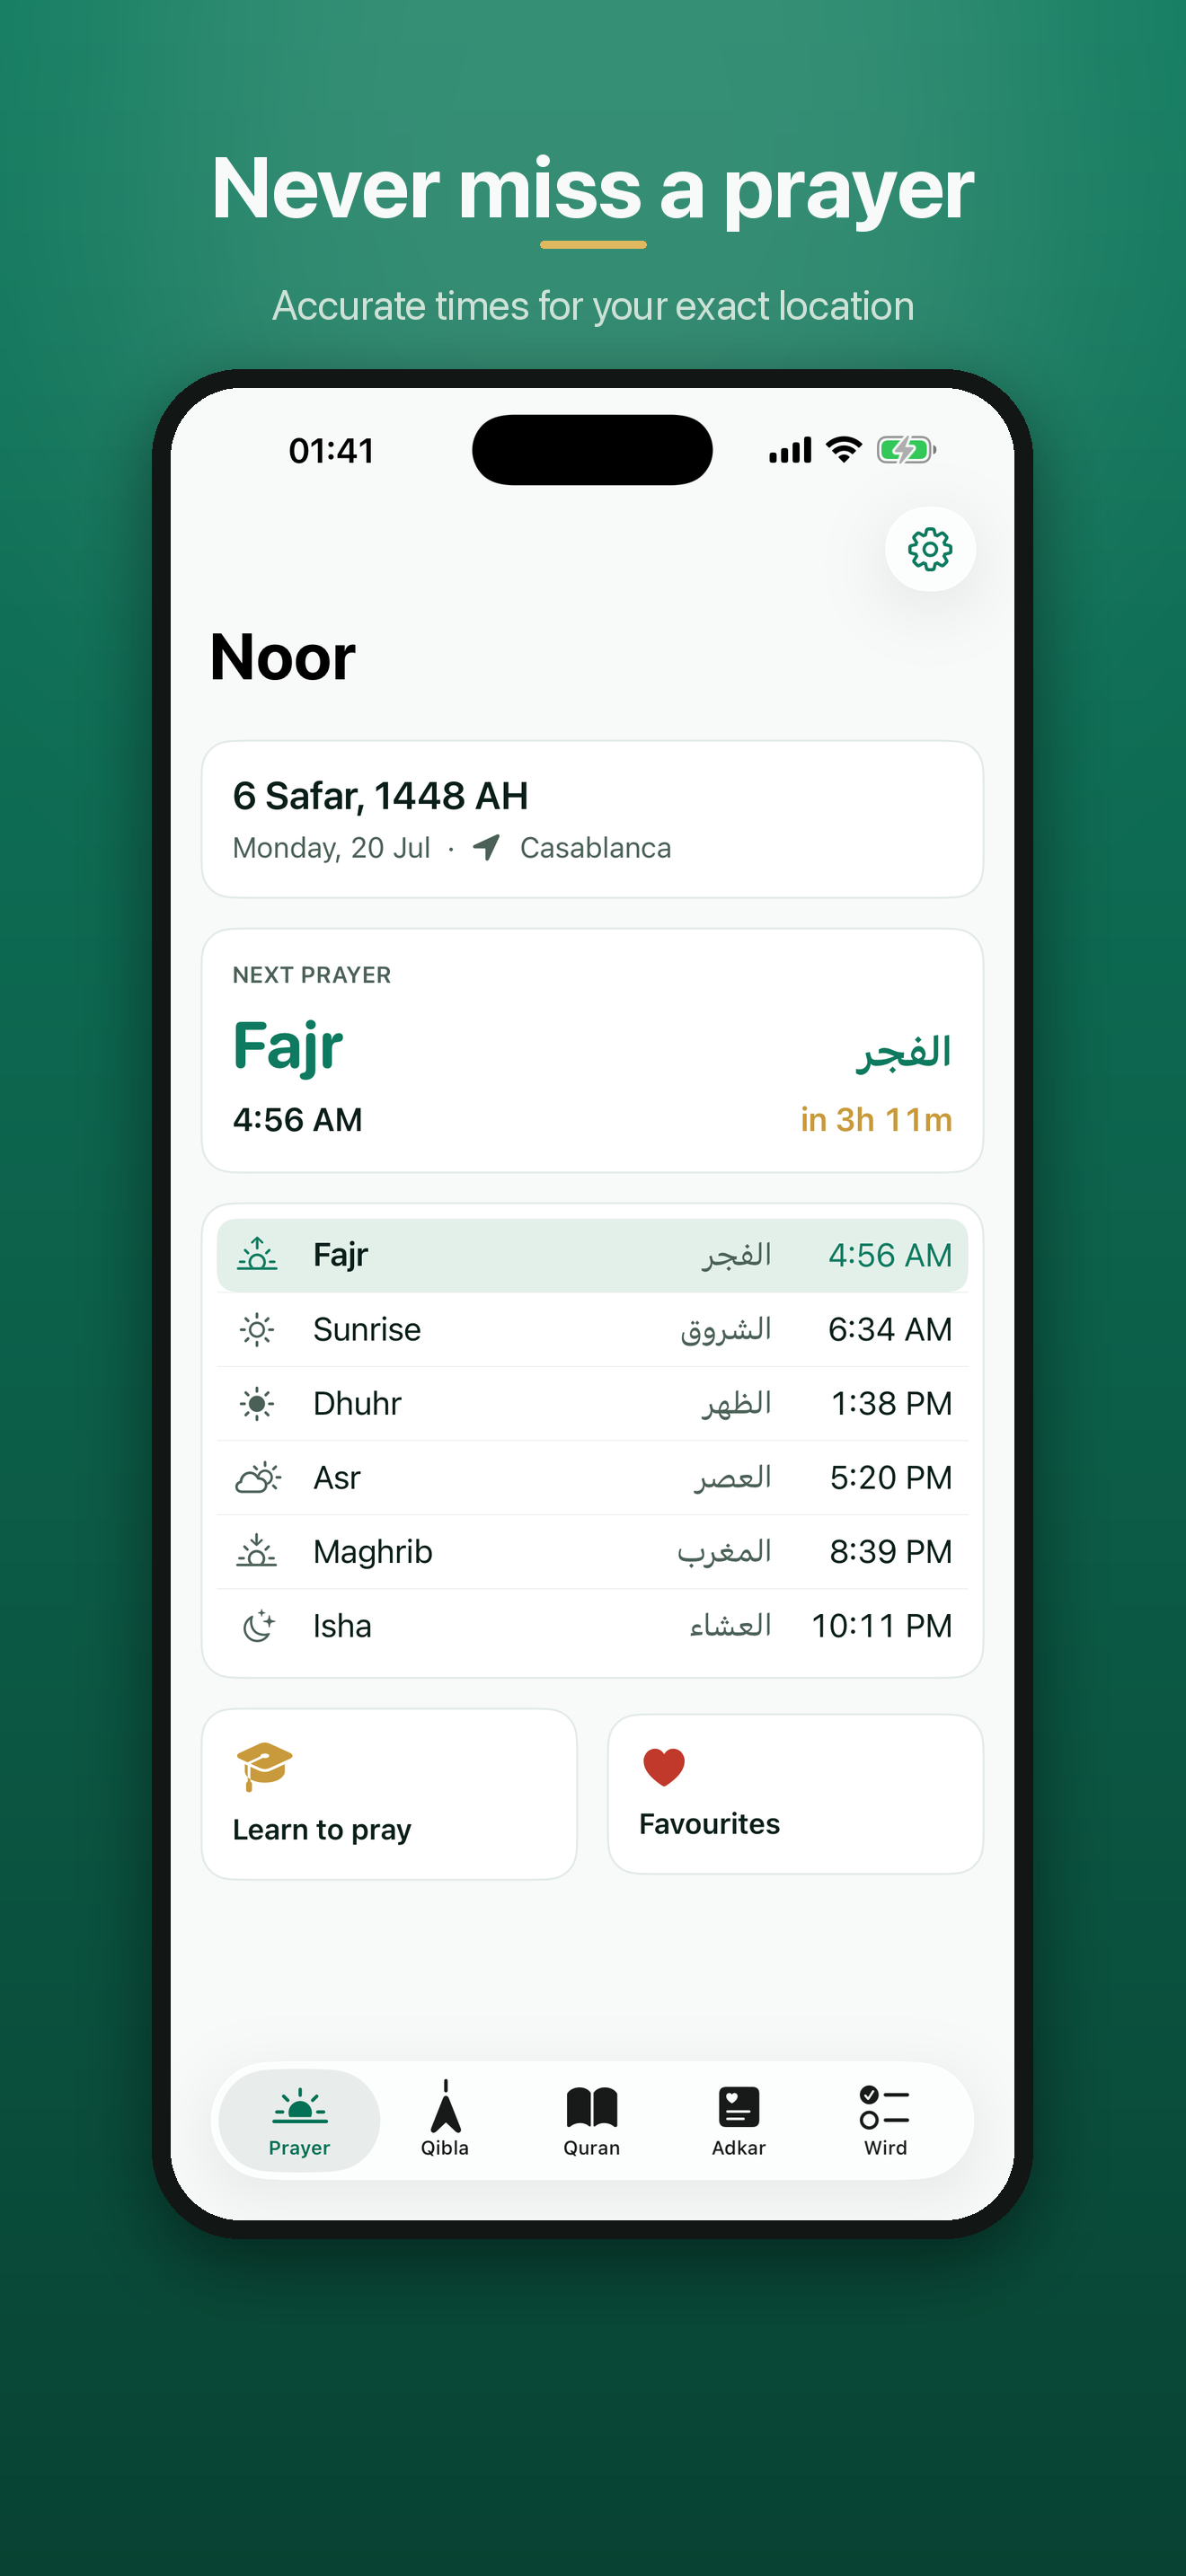 Never miss a prayer
Accurate times for your exact location
01:41
Noor
6 Safar, 1448 AH
Monday, 20 Jul · Casablanca
NEXT PRAYER
Fajr الفجر
4:56 AM in 3h 11m
Fajr الفجر 4:56 AM
Sunrise الشروق 6:34 AM
Dhuhr الظهر 1:38 PM
Asr العصر 5:20 PM
Maghrib المغرب 8:39 PM
Isha العشاء 10:11 PM
Learn to pray Favourites
Prayer Qibla Quran Adkar Wird